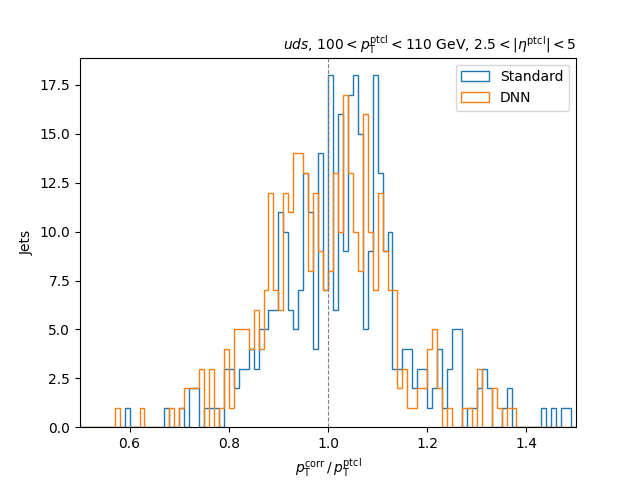 uds, 100 < p_T^ptcl < 110 GeV, 2.5 < |η^ptcl| < 5
Standard
DNN
17.5
15.0
12.5
10.0
7.5
5.0
2.5
0.0
Jets
0.6 0.8 1.0 1.2 1.4
p_T^corr / p_T^ptcl